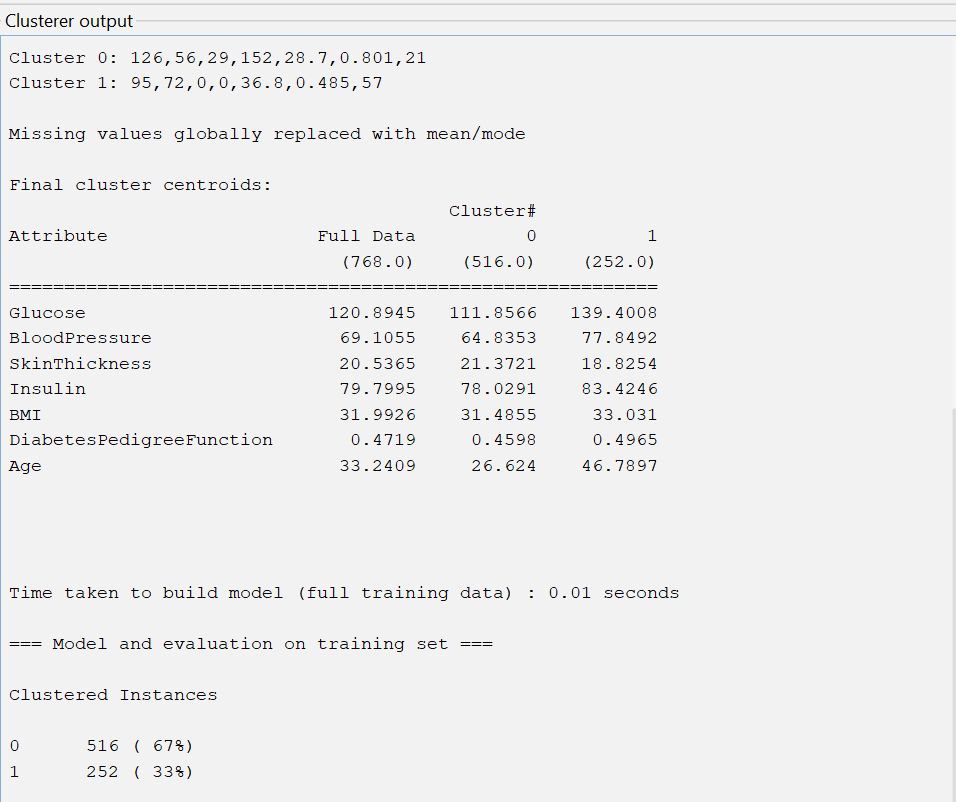 Clusterer output
Cluster 0: 126,56,29,152,28.7,0.801,21
Cluster 1: 95,72,0,0,36.8,0.485,57
Missing values globally replaced with mean/mode
Final cluster centroids:
Cluster#
Attribute Full Data 0 1
(768.0) (516.0) (252.0)
===========================================================
Glucose 120.8945 111.8566 139.4008
BloodPressure 69.1055 64.8353 77.8492
SkinThickness 20.5365 21.3721 18.8254
Insulin 79.7995 78.0291 83.4246
BMI 31.9926 31.4855 33.031
DiabetesPedigreeFunction 0.4719 0.4598 0.4965
Age 33.2409 26.624 46.7897
Time taken to build model (full training data) : 0.01 seconds
=== Model and evaluation on training set ===
Clustered Instances
0 516 ( 67%)
1 252 ( 33%)